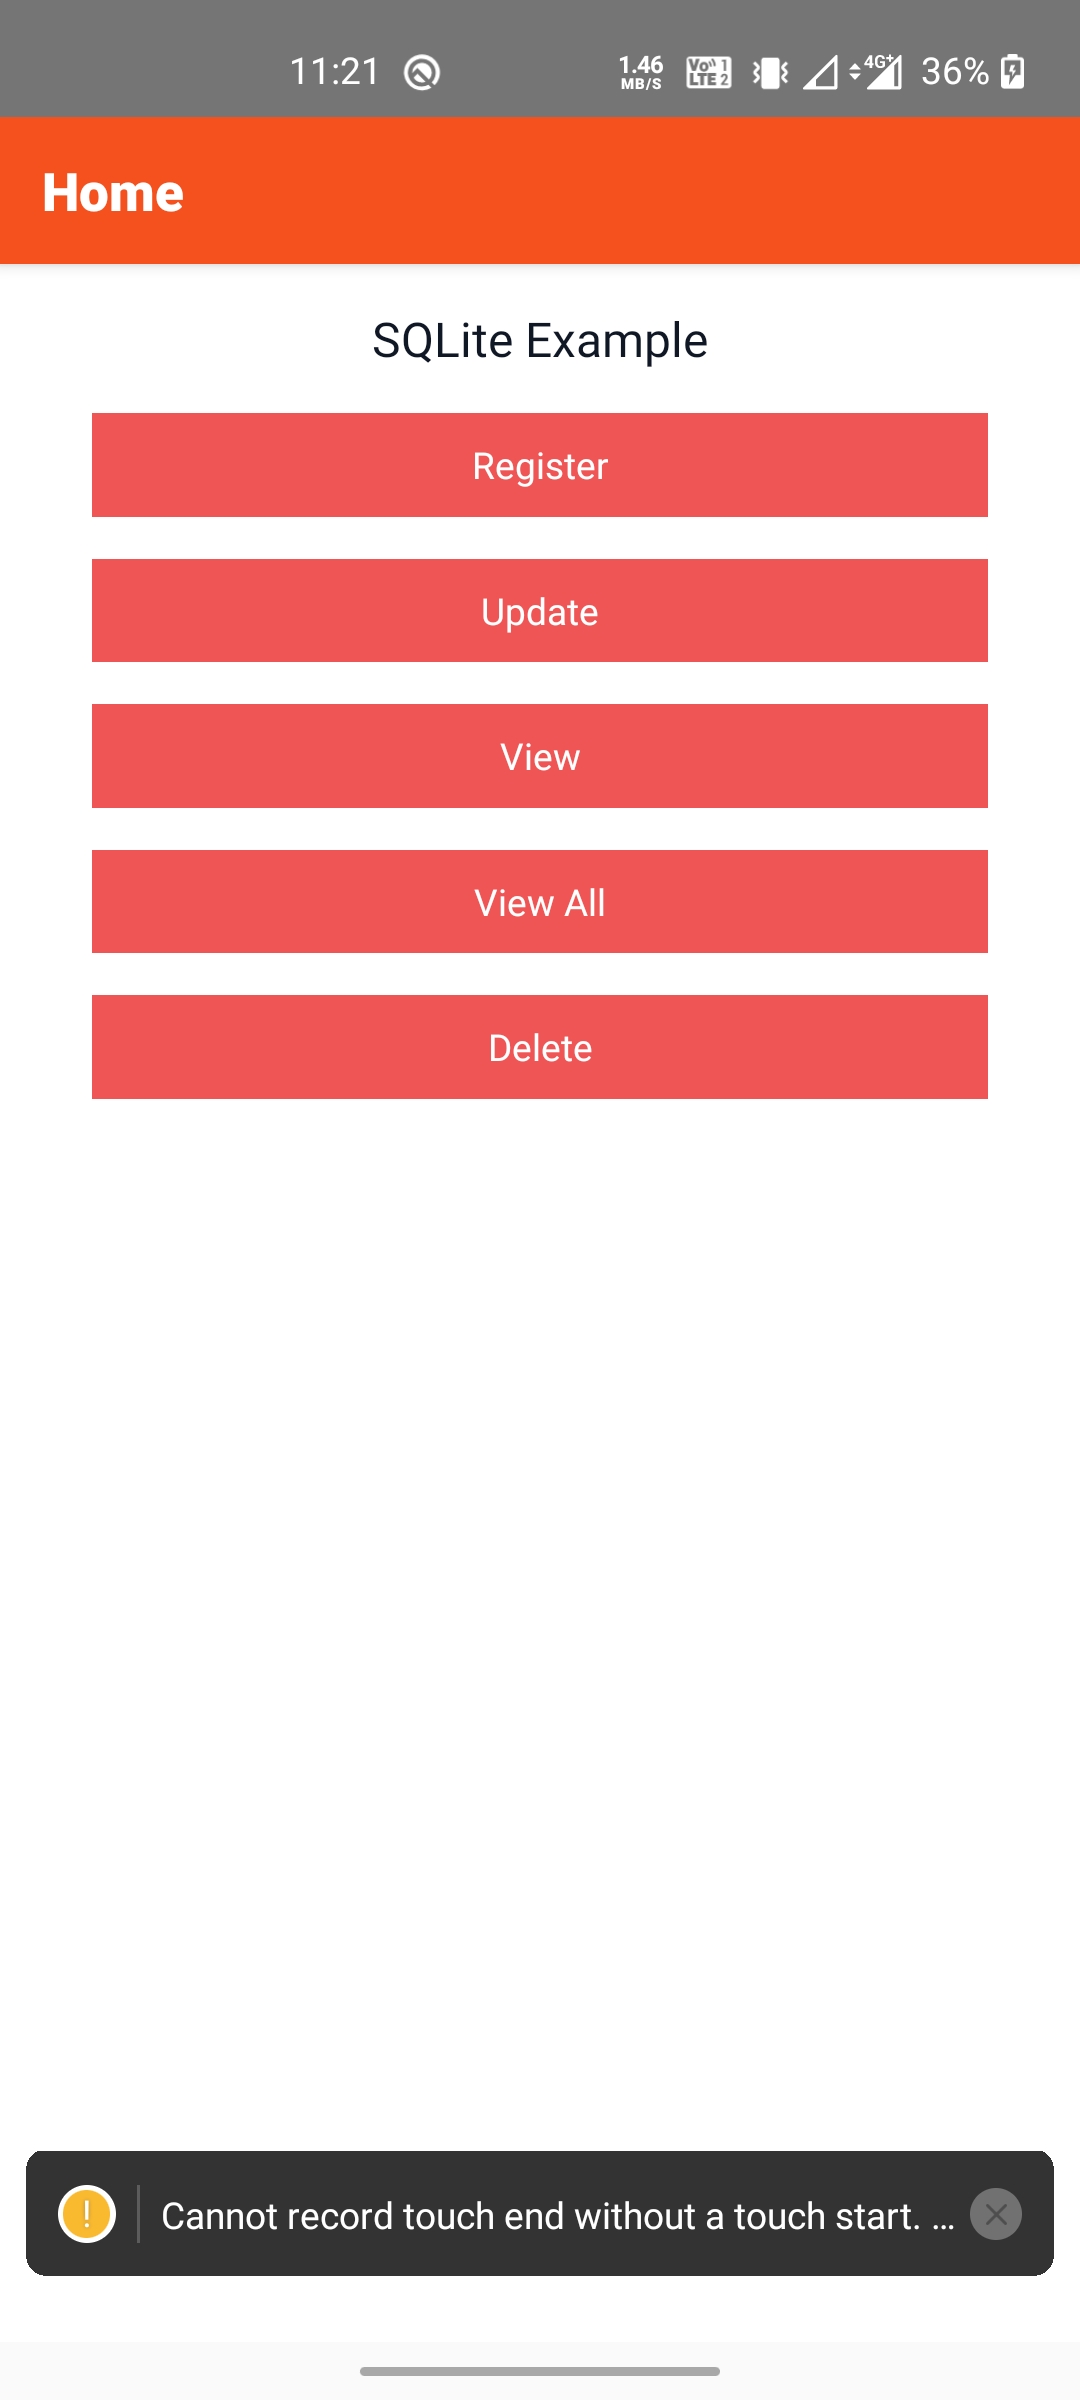 11:21 1.46 MB/S Vo)) 1 LTE 2 4G+ 36%
Home
SQLite Example
Register
Update
View
View All
Delete
Cannot record touch end without a touch start. ...